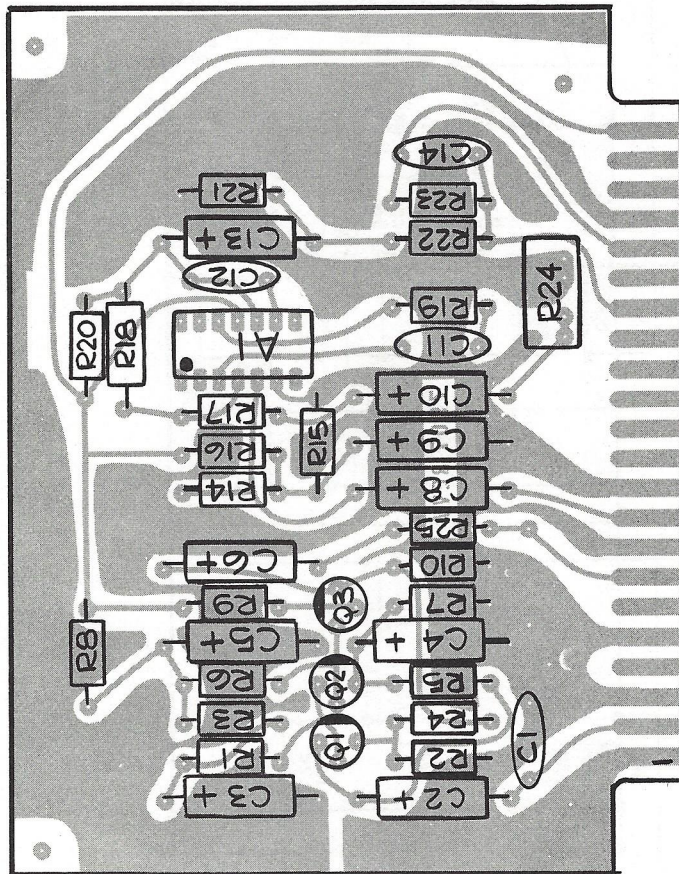 C14
R21
R23
C13+
R22
C12
R24
R19
R20
R18
A1
C11
C10 +
R17
R15
R16
C9 +
R14
C8 +
R25
C6+
R10
R9
Q3
R7
R8
C5+
C4 +
R6
Q2
R5
R3
R4
Q1
C1
R1
R2
C3+
C2+
1